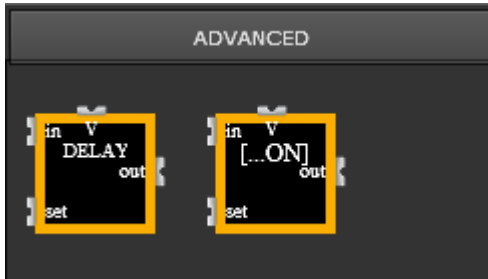 ADVANCED
in V
DELAY
out
set
in V
[...ON]
out
set